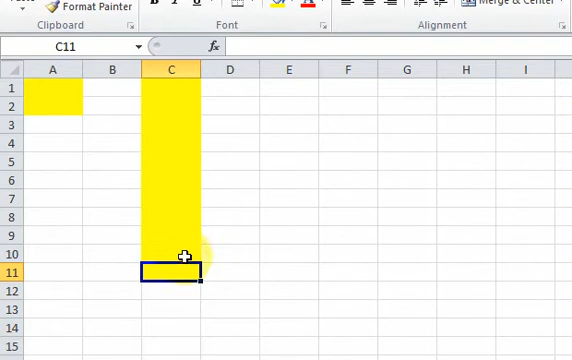 Format Painter
B I U
A
Merge & Center
Clipboard Font Alignment
C11 fx
A B C D E F G H I
1
2
3
4
5
6
7
8
9
10
11
12
13
14
15